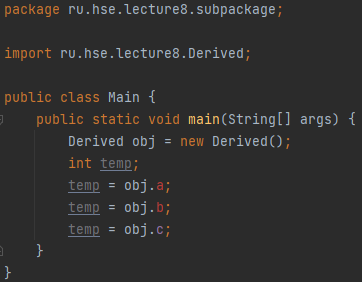 package ru.hse.lecture8.subpackage;
import ru.hse.lecture8.Derived;
public class Main {
public static void main(String[] args) {
Derived obj = new Derived();
int temp;
temp = obj.a;
temp = obj.b;
temp = obj.c;
}
}